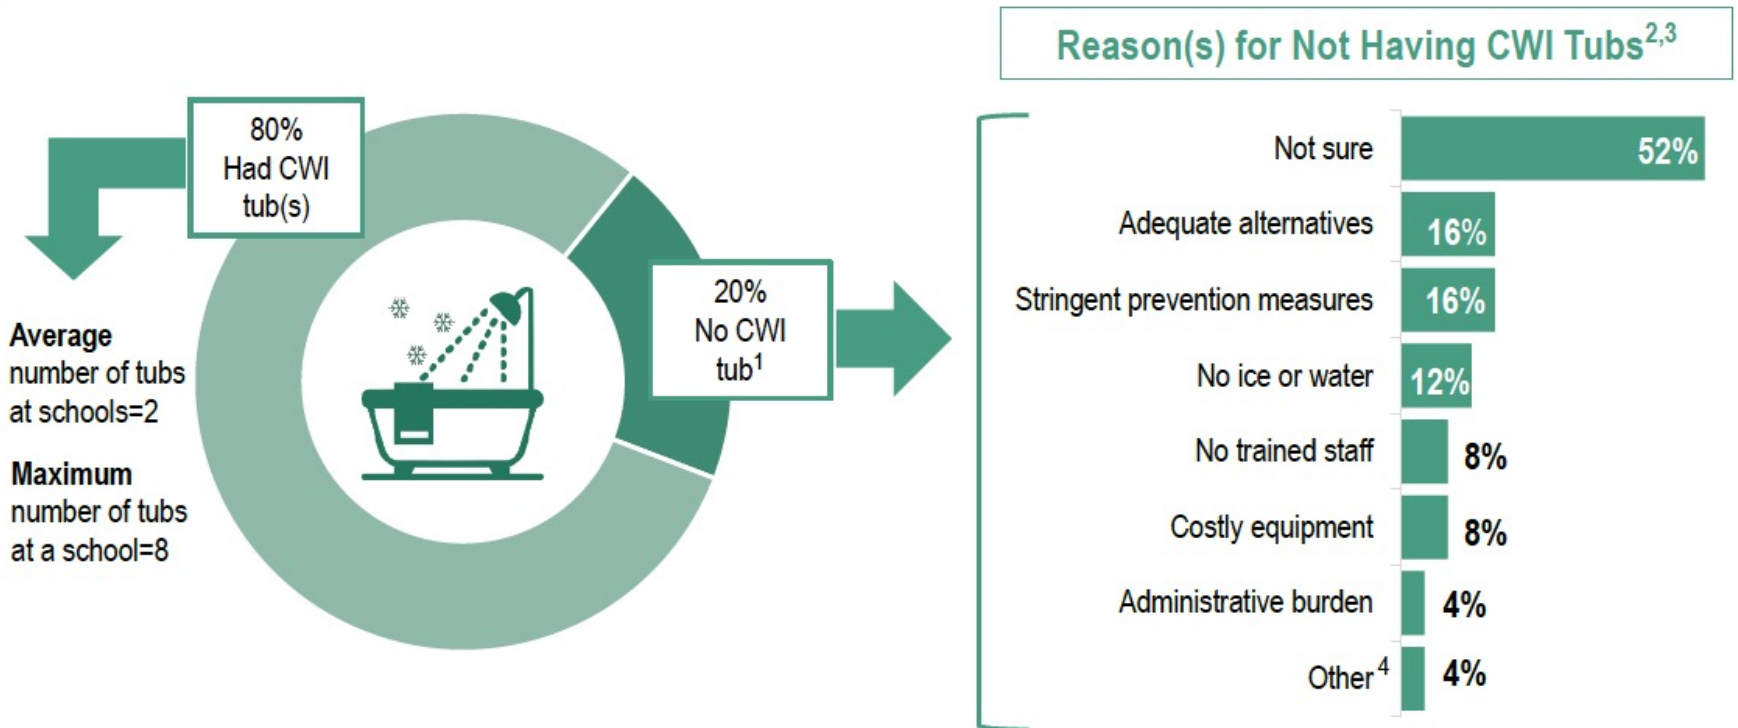 Reason(s) for Not Having CWI Tubs2,3
80%
Had CWI
tub(s)
20%
No CWI
tub1
Average
number of tubs
at schools=2
Maximum
number of tubs
at a school=8
Not sure 52%
Adequate alternatives 16%
Stringent prevention measures 16%
No ice or water 12%
No trained staff 8%
Costly equipment 8%
Administrative burden 4%
Other4 4%